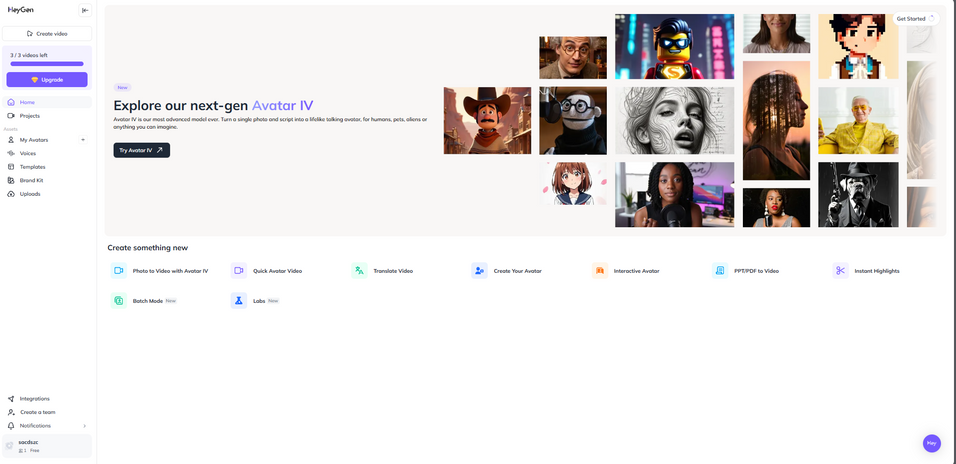 HeyGen
Create video
3 / 3 videos left
Upgrade
Home
Projects
Assets
My Avatars
Voices
Templates
Brand Kit
Uploads
Integrations
Create a team
Notifications
sacdszc
1 Free
Get Started
New
Explore our next-gen Avatar IV
Avatar IV is our most advanced model ever. Turn a single photo and script into a lifelike talking avatar, for humans, pets, aliens or
anything you can imagine.
Try Avatar IV
Create something new
Photo to Video with Avatar IV
Quick Avatar Video
Translate Video
Create Your Avatar
Interactive Avatar
PPT/PDF to Video
Instant Highlights
Batch Mode New
Labs New
Hey